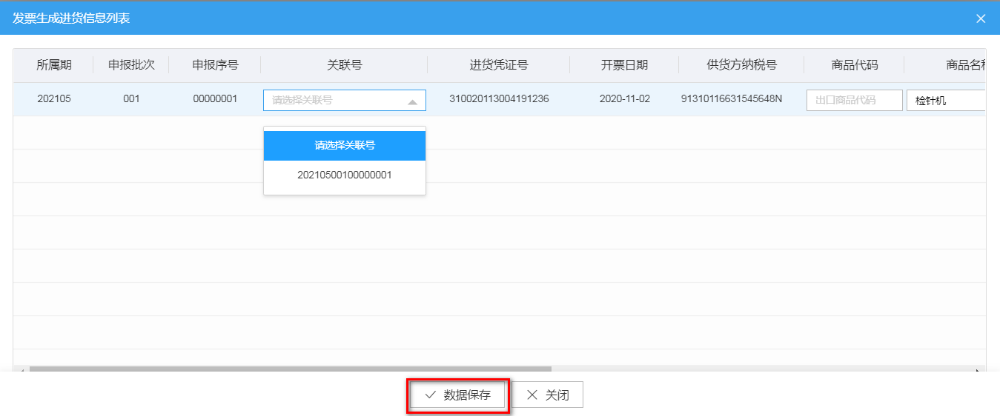 发票生成进货信息列表
所属期 申报批次 申报序号 关联号 进货凭证号 开票日期 供货方纳税号 商品代码 商品名称
202105 001 00000001 请选择关联号 310020113004191236 2020-11-02 91310116631545648N 出口商品代码 检针机
请选择关联号
20210500100000001
数据保存 关闭